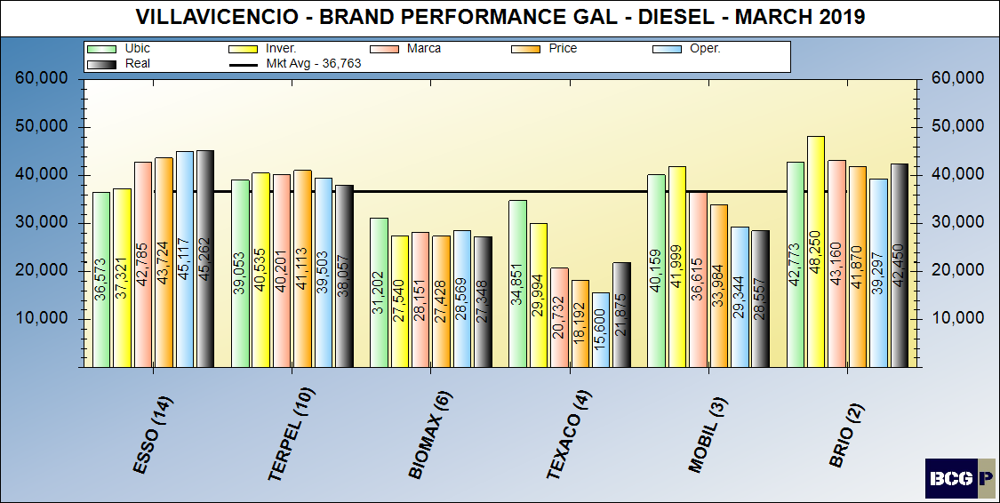 VILLAVICENCIO - BRAND PERFORMANCE GAL - DIESEL - MARCH 2019
Ubic Inver. Marca Price Oper.
Real Mkt Avg - 36,763
60,000 60,000
50,000 50,000
40,000 40,000
30,000 30,000
20,000 20,000
10,000 10,000
36,573 37,321 42,785 43,724 45,117 45,262
39,053 40,535 40,201 41,113 39,503 38,057
31,202 27,540 28,151 27,428 28,569 27,348
34,851 29,994 20,732 18,192 15,600 21,875
40,159 41,999 36,615 33,984 29,344 28,557
42,773 48,250 43,160 41,870 39,297 42,450
ESSO (14)
TERPEL (10)
BIOMAX (6)
TEXACO (4)
MOBIL (3)
BRIO (2)
BCG P